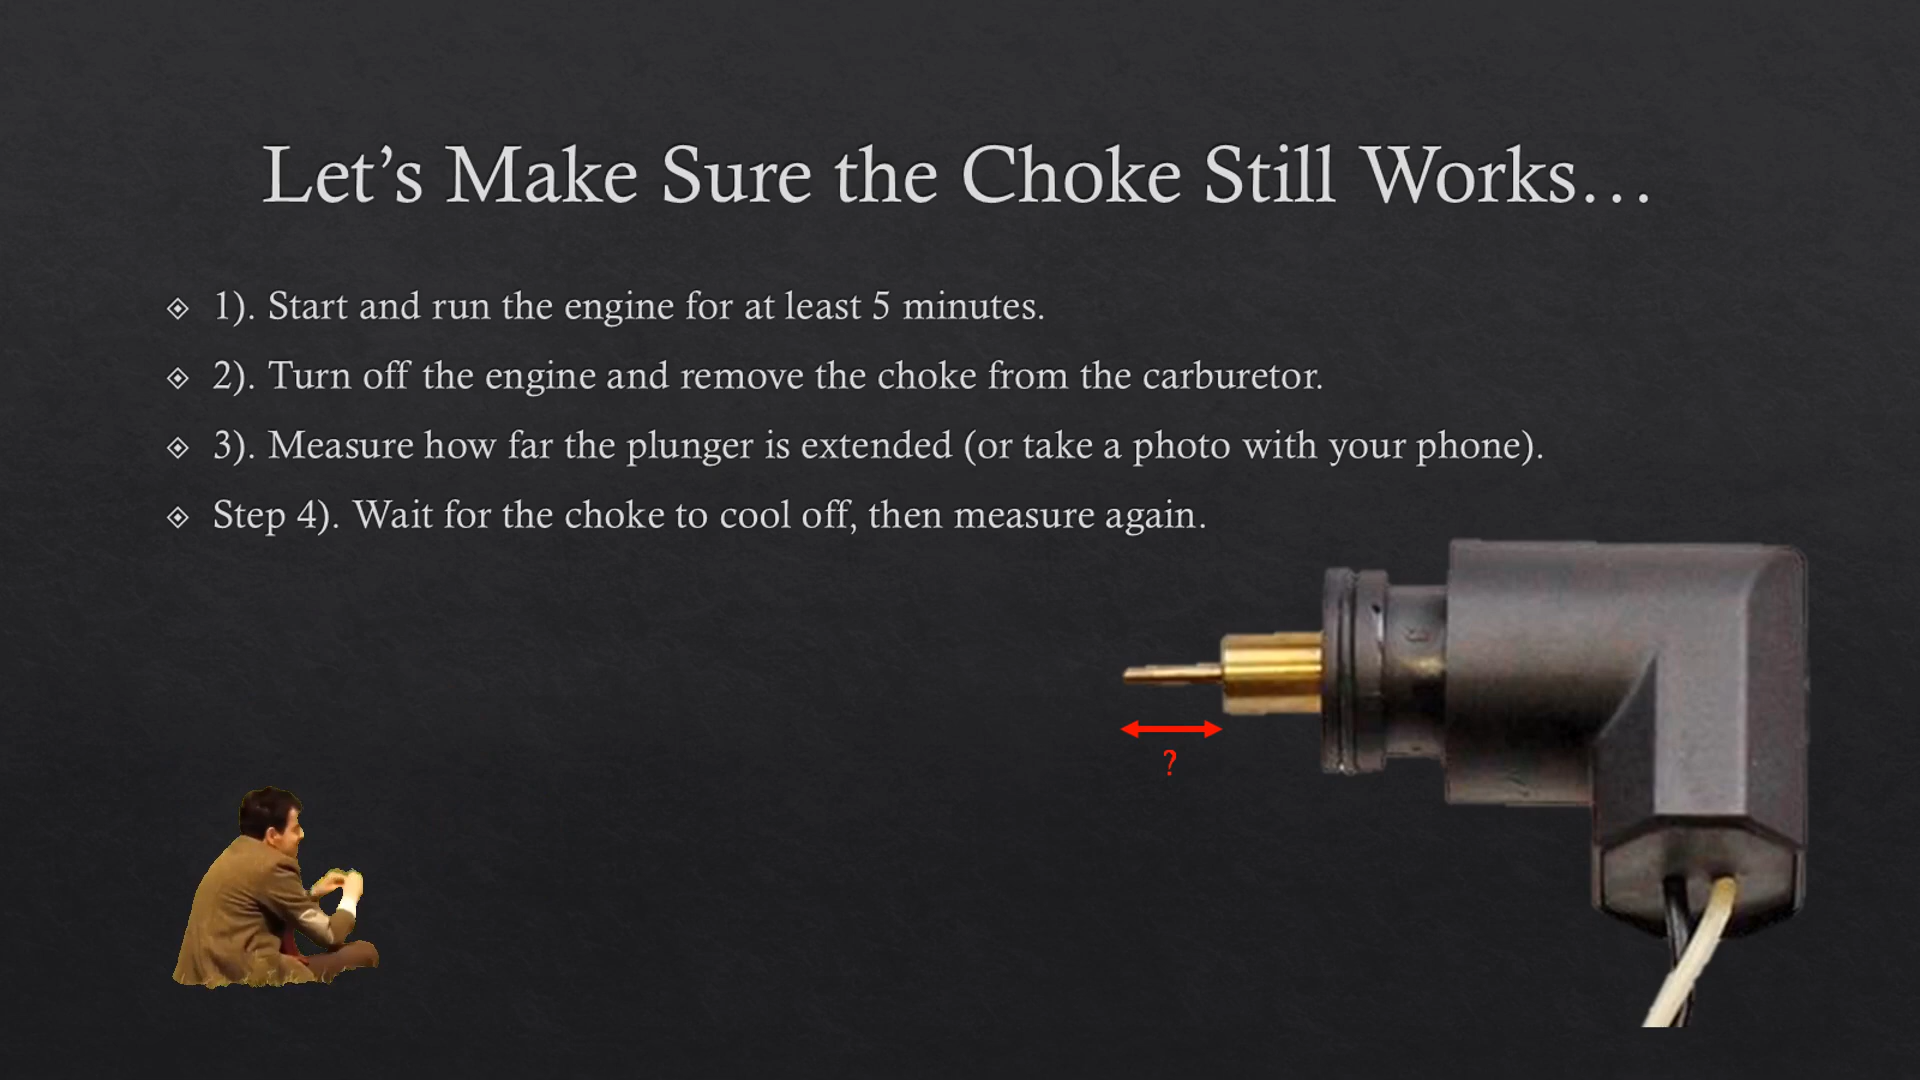 Let’s Make Sure the Choke Still Works…
1). Start and run the engine for at least 5 minutes.
2). Turn off the engine and remove the choke from the carburetor.
3). Measure how far the plunger is extended (or take a photo with your phone).
Step 4). Wait for the choke to cool off, then measure again.
?